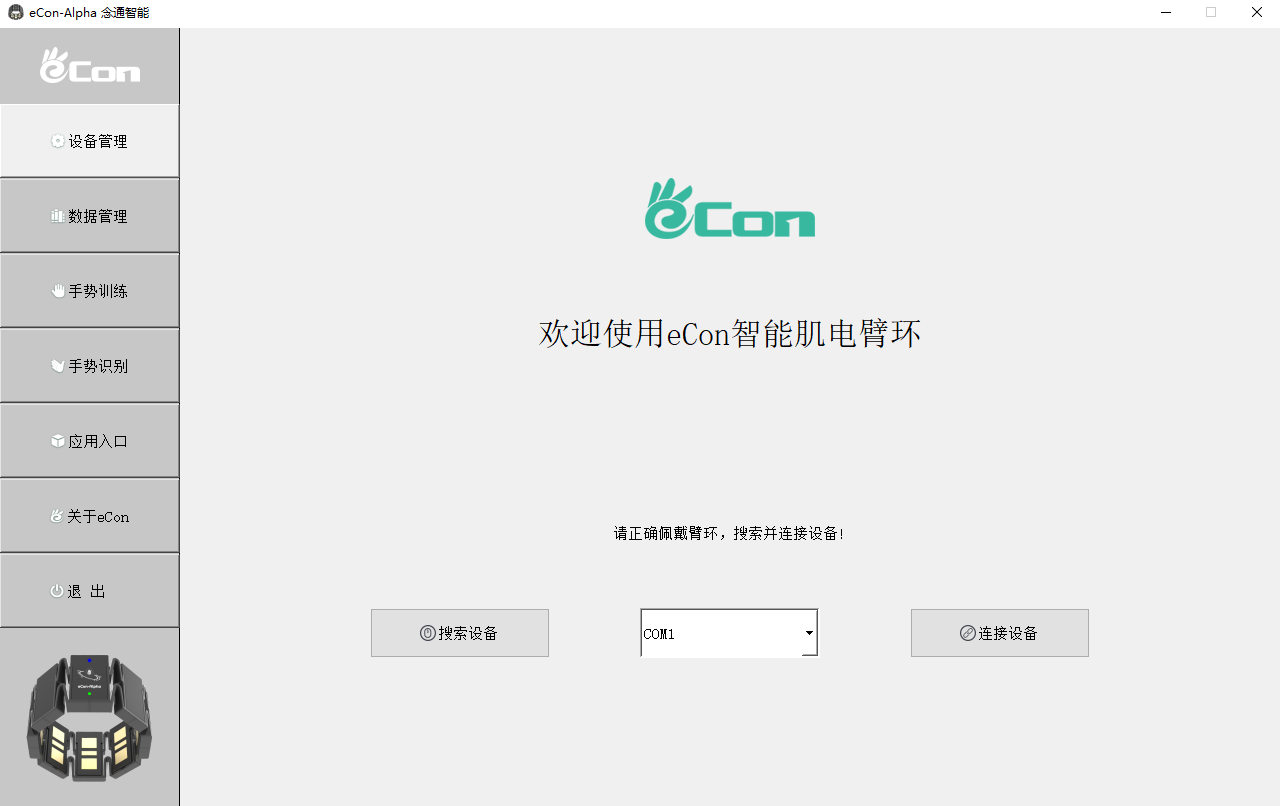 eCon-Alpha 念通智能
eCon
设备管理
数据管理
手势训练
手势识别
应用入口
关于eCon
退 出
eCon-Alpha
eCon
欢迎使用eCon智能肌电臂环
请正确佩戴臂环，搜索并连接设备!
搜索设备
COM1
连接设备